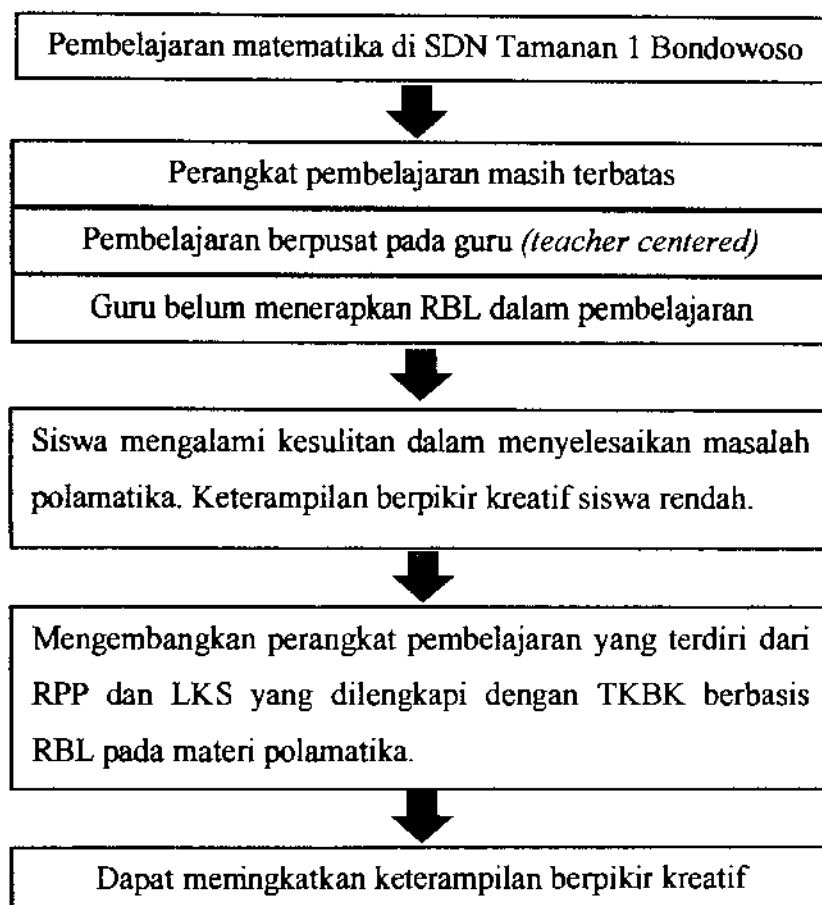 Pembelajaran matematika di SDN Tamanan 1 Bondowoso
Perangkat pembelajaran masih terbatas
Pembelajaran berpusat pada guru (teacher centered)
Guru belum menerapkan RBL dalam pembelajaran
Siswa mengalami kesulitan dalam menyelesaikan masalah
polamatika. Keterampilan berpikir kreatif siswa rendah.
Mengembangkan perangkat pembelajaran yang terdiri dari
RPP dan LKS yang dilengkapi dengan TKBK berbasis
RBL pada materi polamatika.
Dapat meningkatkan keterampilan berpikir kreatif